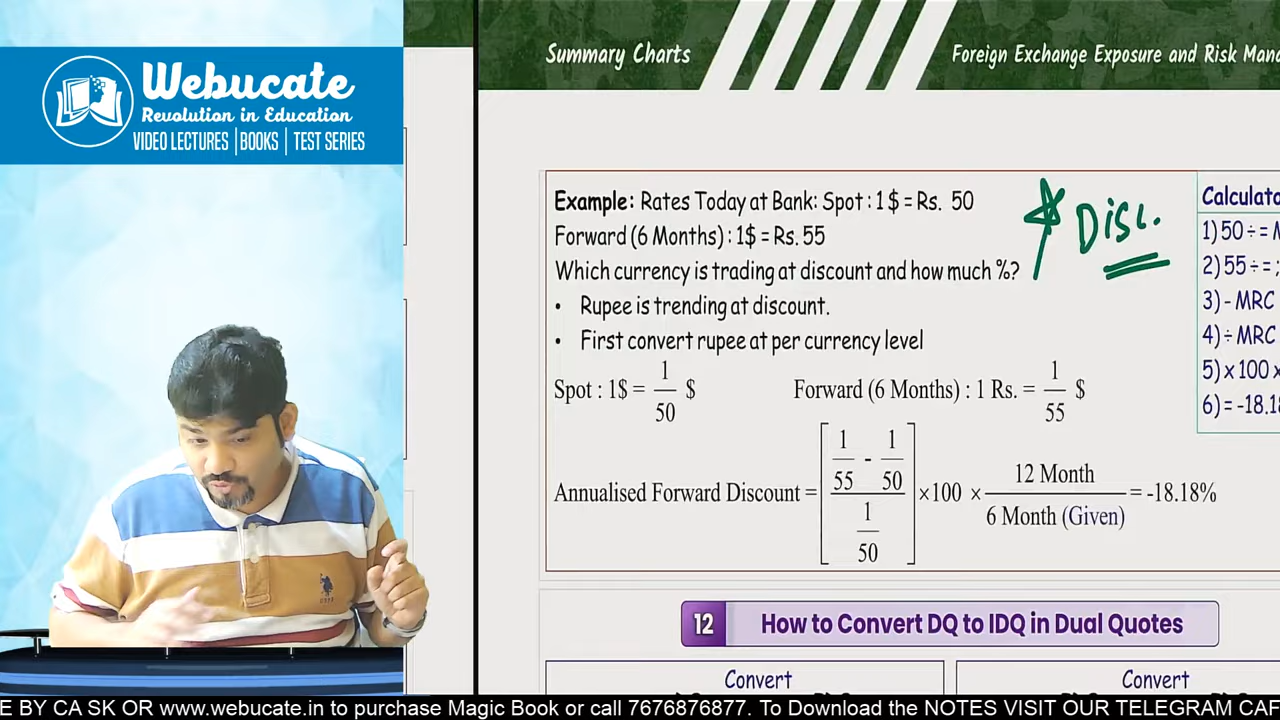 Webucate
Revolution in Education
VIDEO LECTURES | BOOKS | TEST SERIES
Summary Charts
Foreign Exchange Exposure and Risk Mana
Example: Rates Today at Bank: Spot : 1 $ = Rs. 50
Forward (6 Months) : 1$ = Rs. 55
Which currency is trading at discount and how much %?
• Rupee is trending at discount.
• First convert rupee at per currency level
Spot : 1$ = 1/50 $
Forward (6 Months) : 1 Rs. = 1/55 $
Annualised Forward Discount = [(1/55 - 1/50) / (1/50)] ×100 × 12 Month / 6 Month (Given) = -18.18%
Disc.
Calculato
1) 50 ÷ = M
2) 55 ÷ =
3) - MRC
4) ÷ MRC
5) x 100 x
6) = -18.18
12 How to Convert DQ to IDQ in Dual Quotes
Convert
Convert
E BY CA SK OR www.webucate.in to purchase Magic Book or call 7676876877. To Download the NOTES VISIT OUR TELEGRAM CAF